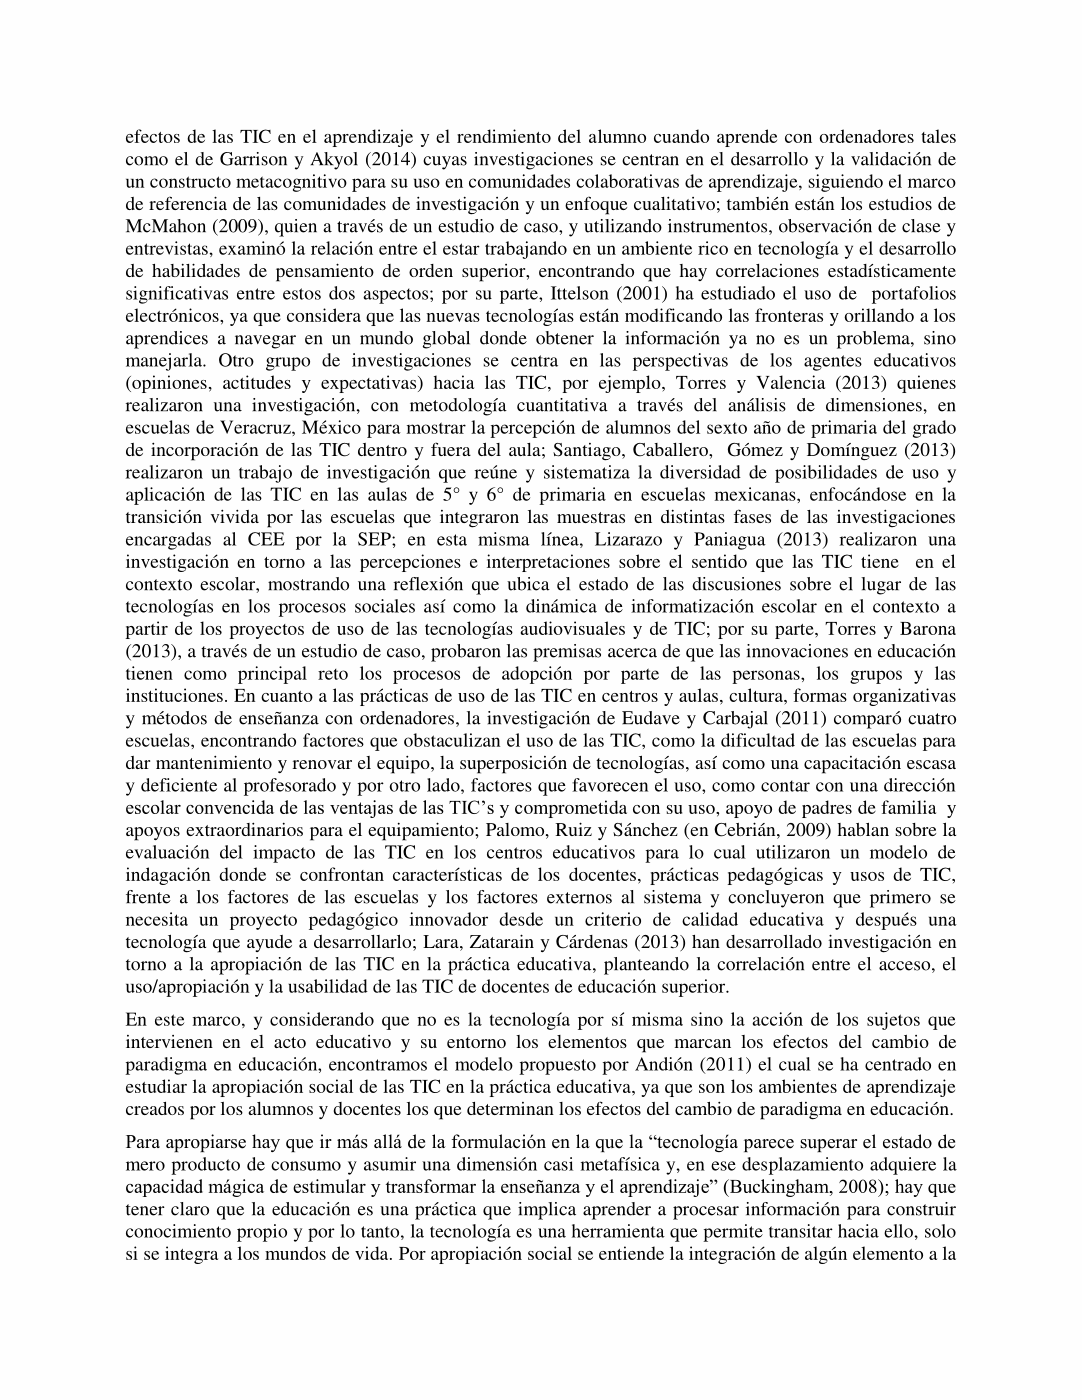 efectos de las TIC en el aprendizaje y el rendimiento del alumno cuando aprende con ordenadores tales
como el de Garrison y Akyol (2014) cuyas investigaciones se centran en el desarrollo y la validación de
un constructo metacognitivo para su uso en comunidades colaborativas de aprendizaje, siguiendo el marco
de referencia de las comunidades de investigación y un enfoque cualitativo; también están los estudios de
McMahon (2009), quien a través de un estudio de caso, y utilizando instrumentos, observación de clase y
entrevistas, examinó la relación entre el estar trabajando en un ambiente rico en tecnología y el desarrollo
de habilidades de pensamiento de orden superior, encontrando que hay correlaciones estadísticamente
significativas entre estos dos aspectos; por su parte, Ittelson (2001) ha estudiado el uso de  portafolios
electrónicos, ya que considera que las nuevas tecnologías están modificando las fronteras y orillando a los
aprendices a navegar en un mundo global donde obtener la información ya no es un problema, sino
manejarla. Otro grupo de investigaciones se centra en las perspectivas de los agentes educativos
(opiniones, actitudes y expectativas) hacia las TIC, por ejemplo, Torres y Valencia (2013) quienes
realizaron una investigación, con metodología cuantitativa a través del análisis de dimensiones, en
escuelas de Veracruz, México para mostrar la percepción de alumnos del sexto año de primaria del grado
de incorporación de las TIC dentro y fuera del aula; Santiago, Caballero,  Gómez y Domínguez (2013)
realizaron un trabajo de investigación que reúne y sistematiza la diversidad de posibilidades de uso y
aplicación de las TIC en las aulas de 5° y 6° de primaria en escuelas mexicanas, enfocándose en la
transición vivida por las escuelas que integraron las muestras en distintas fases de las investigaciones
encargadas al CEE por la SEP; en esta misma línea, Lizarazo y Paniagua (2013) realizaron una
investigación en torno a las percepciones e interpretaciones sobre el sentido que las TIC tiene  en el
contexto escolar, mostrando una reflexión que ubica el estado de las discusiones sobre el lugar de las
tecnologías en los procesos sociales así como la dinámica de informatización escolar en el contexto a
partir de los proyectos de uso de las tecnologías audiovisuales y de TIC; por su parte, Torres y Barona
(2013), a través de un estudio de caso, probaron las premisas acerca de que las innovaciones en educación
tienen como principal reto los procesos de adopción por parte de las personas, los grupos y las
instituciones. En cuanto a las prácticas de uso de las TIC en centros y aulas, cultura, formas organizativas
y métodos de enseñanza con ordenadores, la investigación de Eudave y Carbajal (2011) comparó cuatro
escuelas, encontrando factores que obstaculizan el uso de las TIC, como la dificultad de las escuelas para
dar mantenimiento y renovar el equipo, la superposición de tecnologías, así como una capacitación escasa
y deficiente al profesorado y por otro lado, factores que favorecen el uso, como contar con una dirección
escolar convencida de las ventajas de las TIC’s y comprometida con su uso, apoyo de padres de familia  y
apoyos extraordinarios para el equipamiento; Palomo, Ruiz y Sánchez (en Cebrián, 2009) hablan sobre la
evaluación del impacto de las TIC en los centros educativos para lo cual utilizaron un modelo de
indagación donde se confrontan características de los docentes, prácticas pedagógicas y usos de TIC,
frente a los factores de las escuelas y los factores externos al sistema y concluyeron que primero se
necesita un proyecto pedagógico innovador desde un criterio de calidad educativa y después una
tecnología que ayude a desarrollarlo; Lara, Zatarain y Cárdenas (2013) han desarrollado investigación en
torno a la apropiación de las TIC en la práctica educativa, planteando la correlación entre el acceso, el
uso/apropiación y la usabilidad de las TIC de docentes de educación superior.
En este marco, y considerando que no es la tecnología por sí misma sino la acción de los sujetos que
intervienen en el acto educativo y su entorno los elementos que marcan los efectos del cambio de
paradigma en educación, encontramos el modelo propuesto por Andión (2011) el cual se ha centrado en
estudiar la apropiación social de las TIC en la práctica educativa, ya que son los ambientes de aprendizaje
creados por los alumnos y docentes los que determinan los efectos del cambio de paradigma en educación.
Para apropiarse hay que ir más allá de la formulación en la que la “tecnología parece superar el estado de
mero producto de consumo y asumir una dimensión casi metafísica y, en ese desplazamiento adquiere la
capacidad mágica de estimular y transformar la enseñanza y el aprendizaje” (Buckingham, 2008); hay que
tener claro que la educación es una práctica que implica aprender a procesar información para construir
conocimiento propio y por lo tanto, la tecnología es una herramienta que permite transitar hacia ello, solo
si se integra a los mundos de vida. Por apropiación social se entiende la integración de algún elemento a la